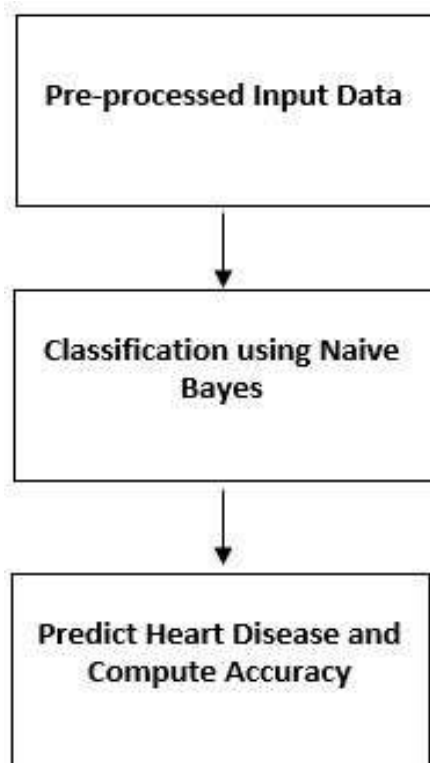 Pre-processed Input Data
Classification using Naive
Bayes
Predict Heart Disease and
Compute Accuracy